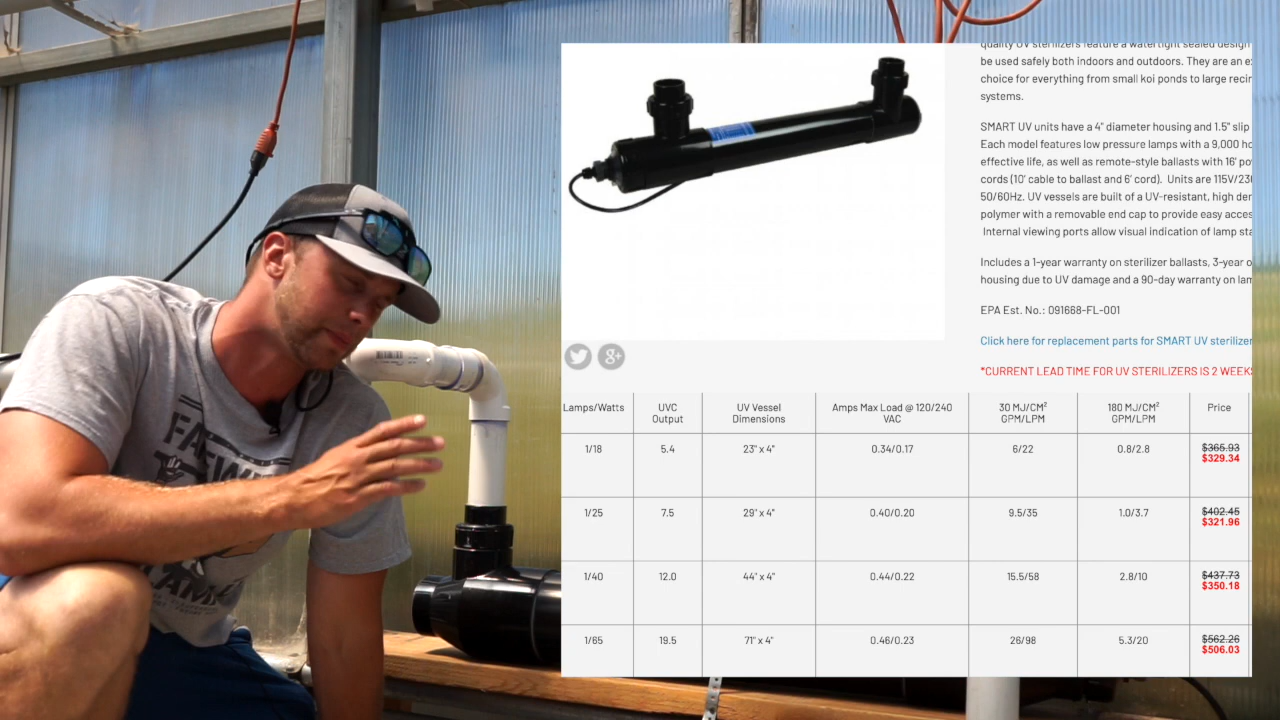 quality UV sterilizers feature a watertight sealed design
be used safely both indoors and outdoors. They are an
choice for everything from small koi ponds to large
systems.
SMART UV units have a 4" diameter housing and 1.5" slip
Each model features low pressure lamps with a 9,000
effective life, as well as remote-style ballasts with 16'
cords (10' cable to ballast and 6' cord). Units are
50/60Hz. UV vessels are built of a UV-resistant, high
polymer with a removable end cap to provide easy
Internal viewing ports allow visual indication of lamp
Includes a 1-year warranty on sterilizer ballasts, 3-year
housing due to UV damage and a 90-day warranty on
EPA Est. No.: 091668-FL-001
Click here for replacement parts for SMART UV
*CURRENT LEAD TIME FOR UV STERILIZERS IS 2
Lamps/Watts UVC Output UV Vessel Dimensions Amps Max Load @ 120/240 VAC 30 MJ/CM² GPM/LPM 180 MJ/CM² GPM/LPM Price
1/18 5.4 23" x 4" 0.34/0.17 6/22 0.8/2.8 $365.93
$329.34
1/25 7.5 29" x 4" 0.40/0.20 9.5/35 1.0/3.7 $402.45
$321.96
1/40 12.0 44" x 4" 0.44/0.22 15.5/58 2.8/10 $437.73
$350.18
1/65 19.5 71" x 4" 0.46/0.23 26/98 5.3/20 $562.26
$506.03